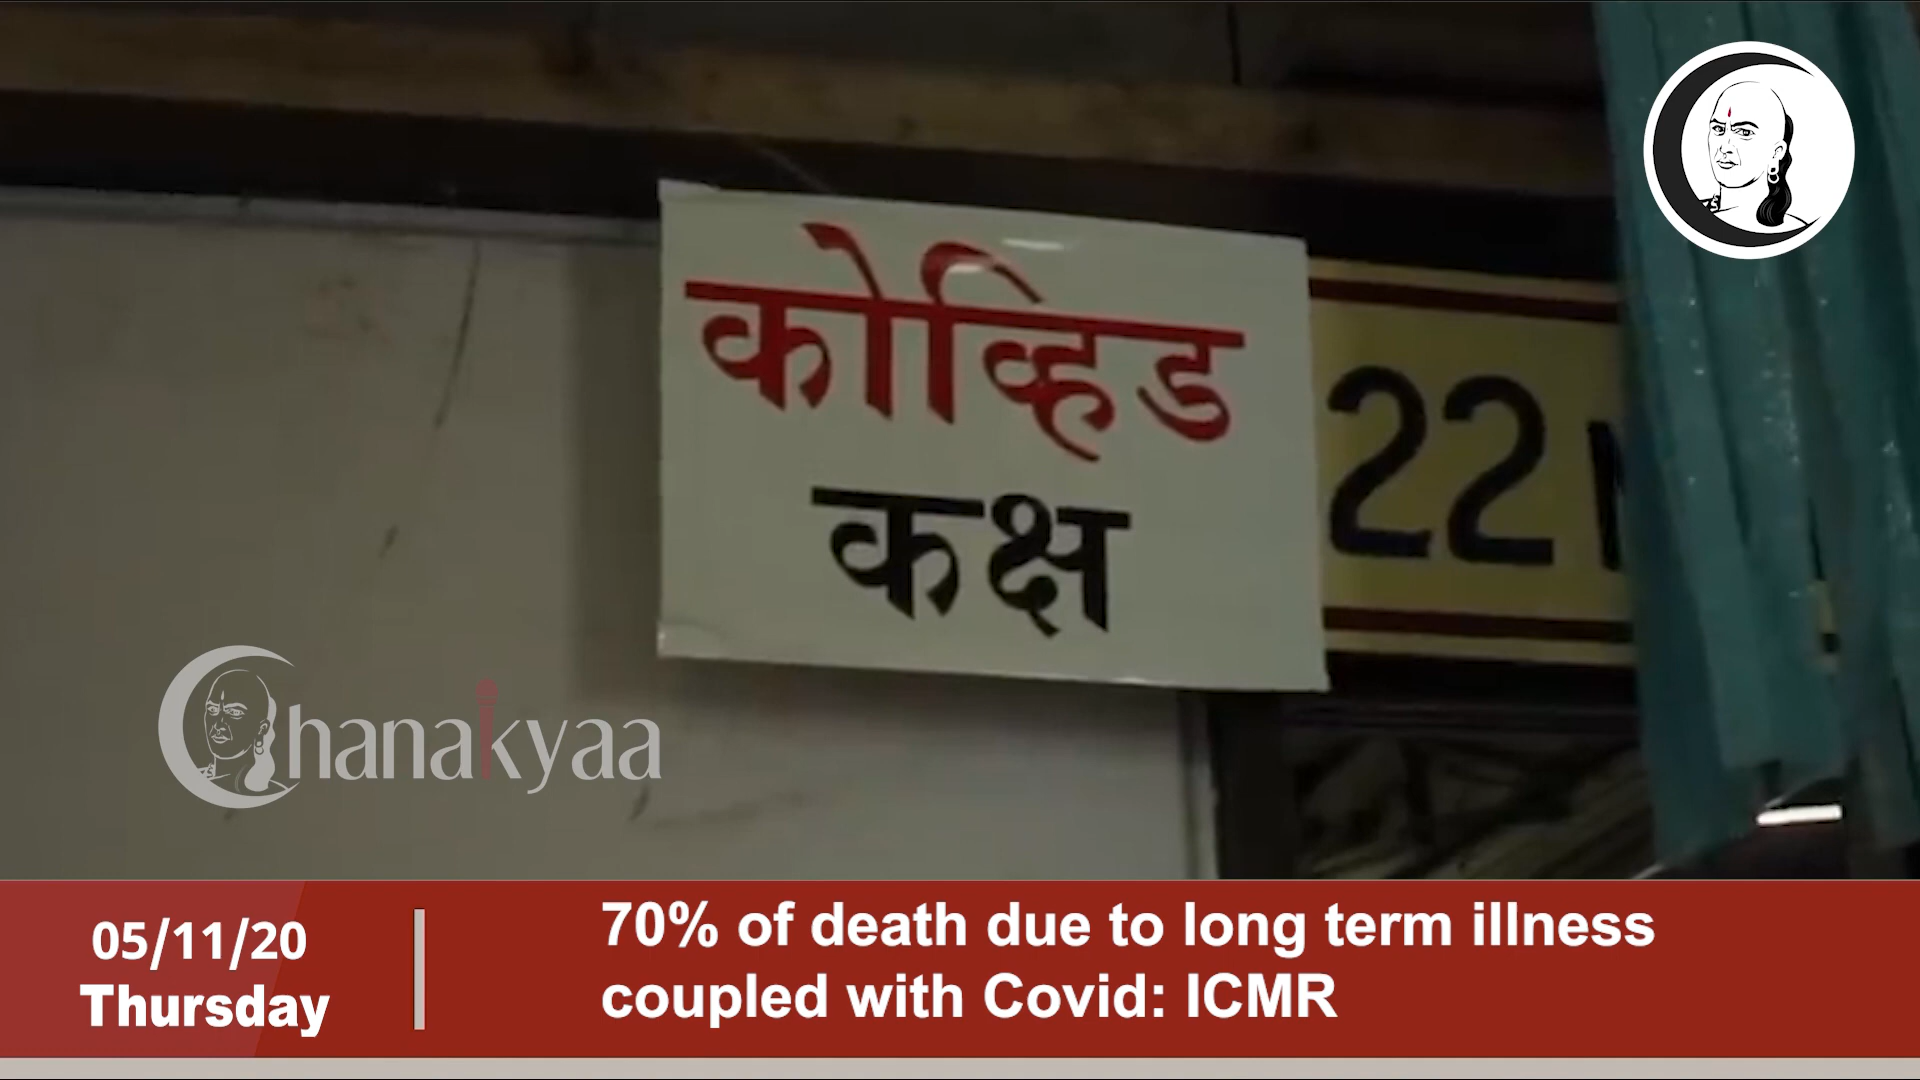 कोव्हिड
कक्ष
22
Chanakyaa
05/11/20
Thursday
70% of death due to long term illness
coupled with Covid: ICMR